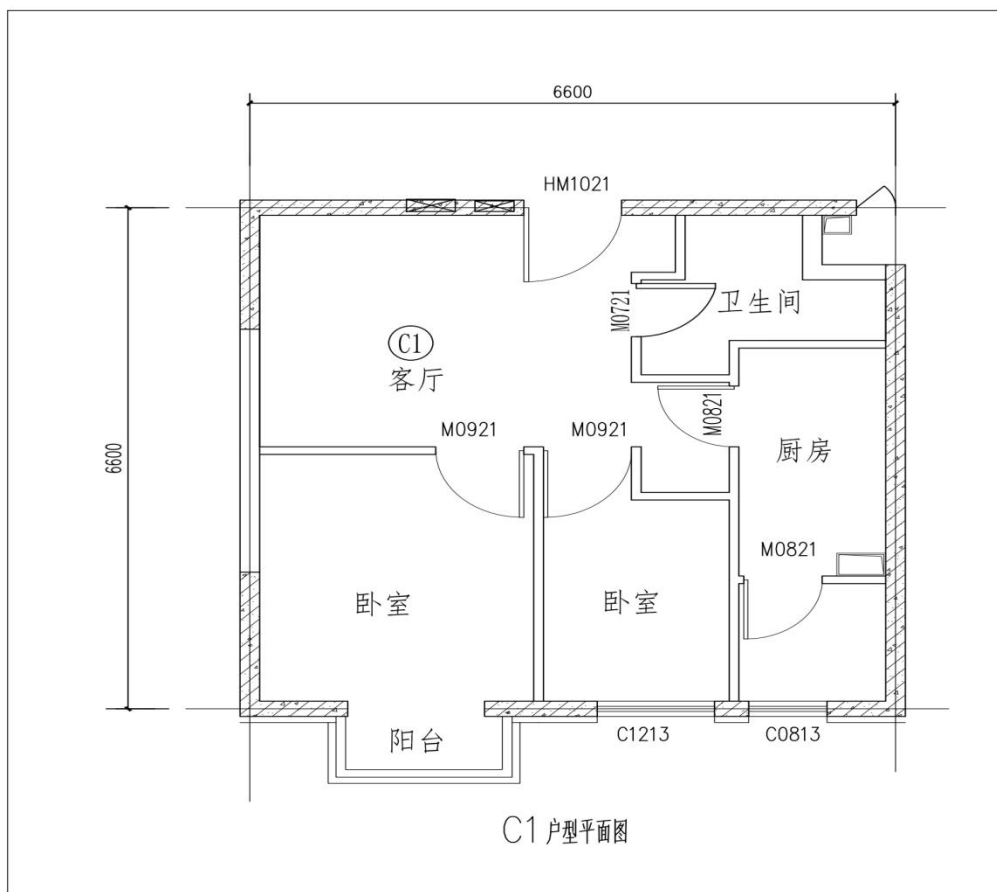 6600
HM1021
M0721
卫生间
C1
客厅
M0821
M0921
M0921
厨房
6600
M0821
卧室
卧室
阳台
C1213
C0813
C1户型平面图